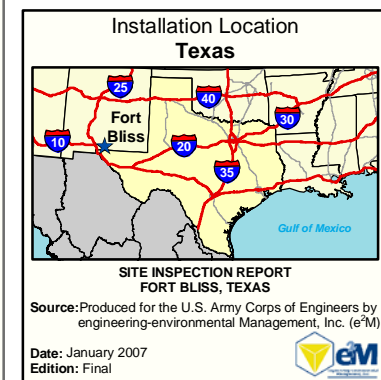 Installation Location
Texas
25
40
Fort
Bliss
30
10
20
35
Gulf of Mexico
SITE INSPECTION REPORT
FORT BLISS, TEXAS
Source:Produced for the U.S. Army Corps of Engineers by
engineering-environmental Management, Inc. (e²M)
Date: January 2007
Edition: Final
e²M